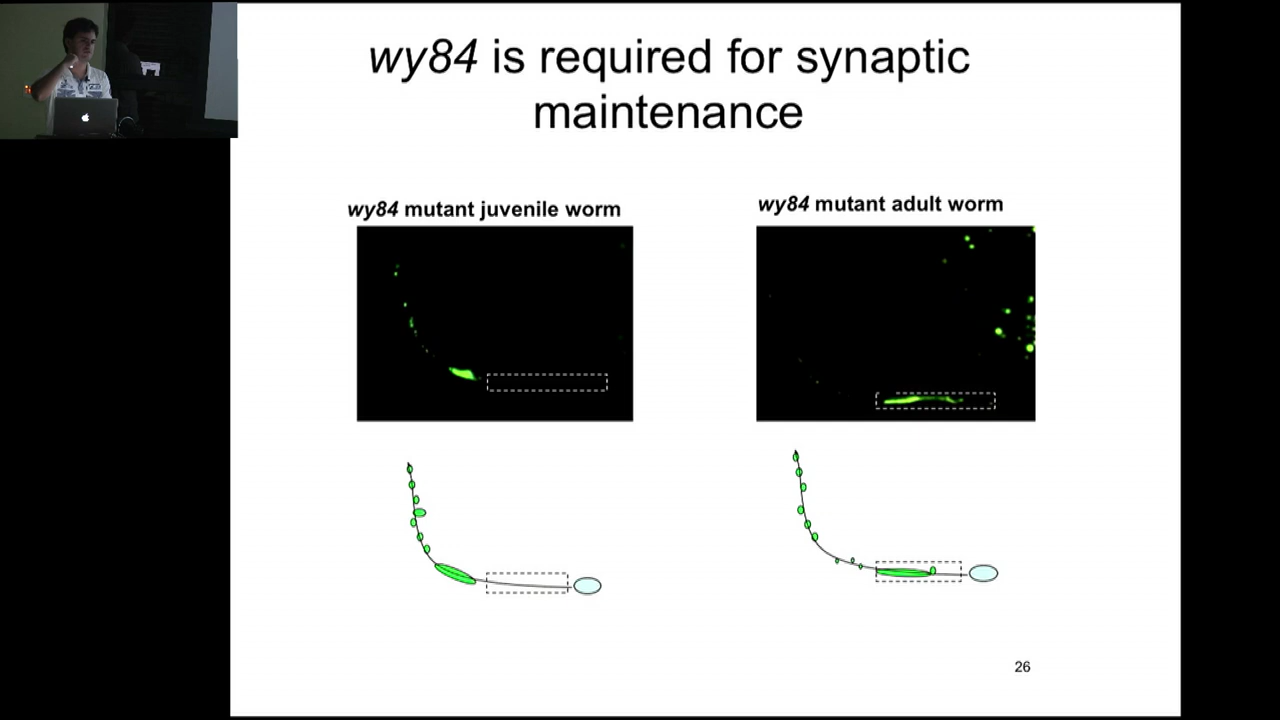 wy84 is required for synaptic
maintenance
wy84 mutant juvenile worm
wy84 mutant adult worm
26